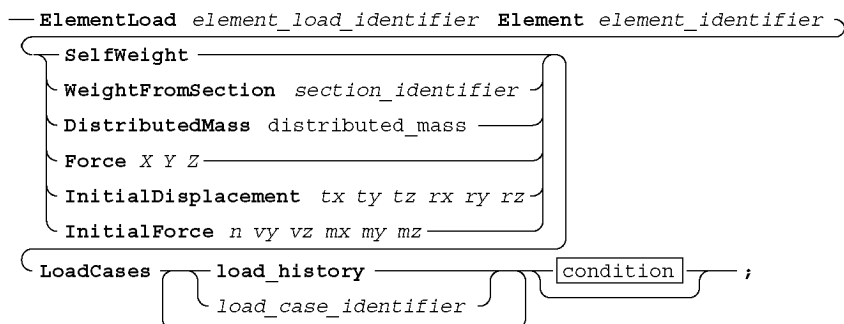 ElementLoad element_load_identifier Element element_identifier
SelfWeight
WeightFromSection section_identifier
DistributedMass distributed_mass
Force X Y Z
InitialDisplacement tx ty tz rx ry rz
InitialForce n vy vz mx my mz
LoadCases load_history condition ;
load_case_identifier